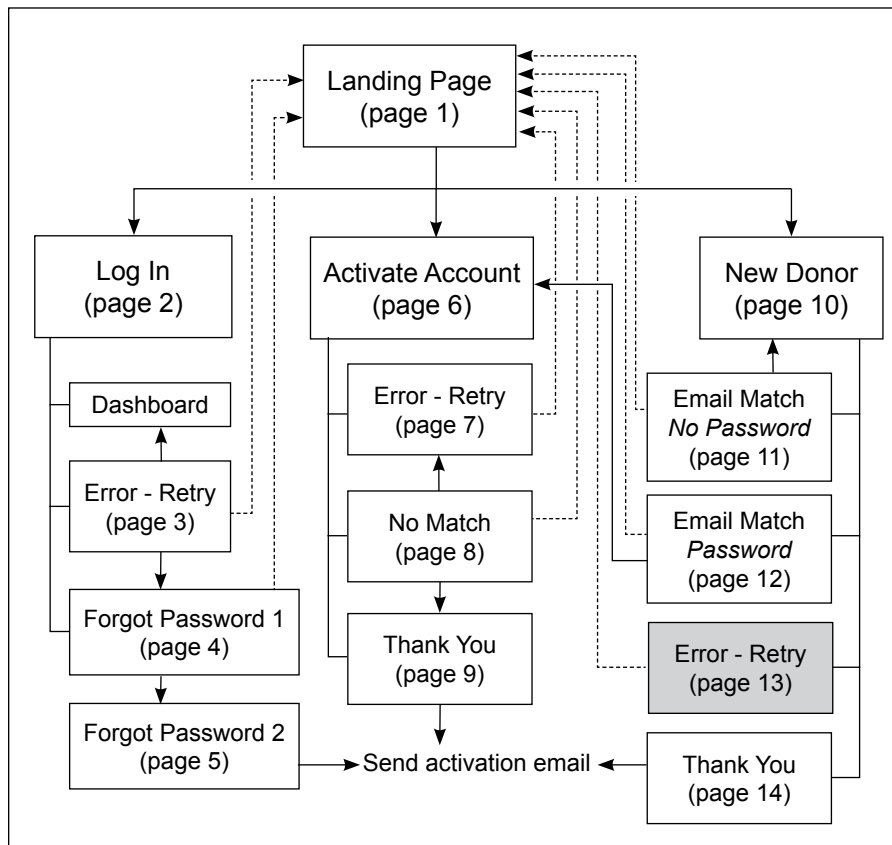 Landing Page
(page 1)
Log In
(page 2)
Activate Account
(page 6)
New Donor
(page 10)
Dashboard
Error - Retry
(page 3)
Forgot Password 1
(page 4)
Forgot Password 2
(page 5)
Error - Retry
(page 7)
No Match
(page 8)
Thank You
(page 9)
Send activation email
Email Match
No Password
(page 11)
Email Match
Password
(page 12)
Error - Retry
(page 13)
Thank You
(page 14)